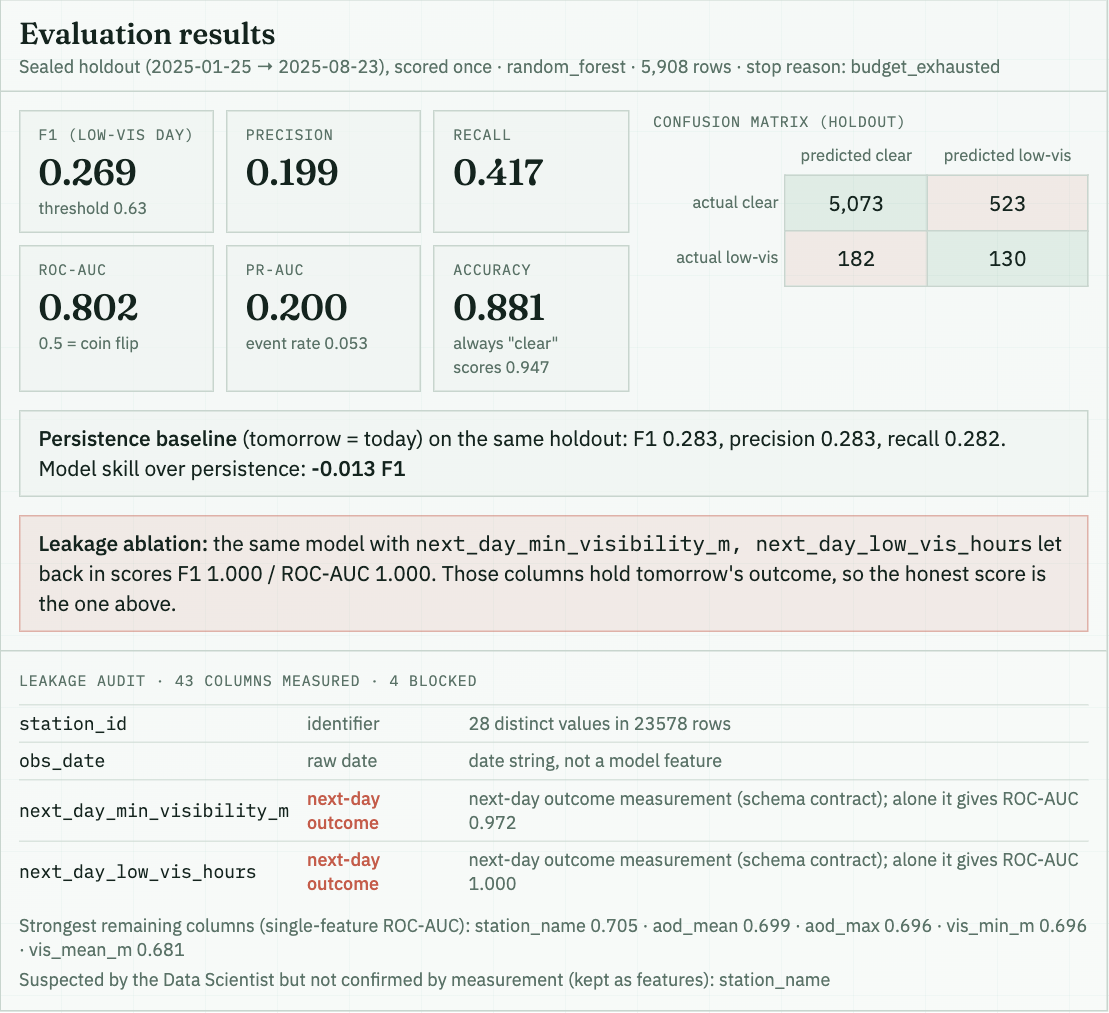 Evaluation results
Sealed holdout (2025-01-25 → 2025-08-23), scored once · random_forest · 5,908 rows · stop reason: budget_exhausted
F1 (LOW-VIS DAY)
0.269
threshold 0.63
PRECISION
0.199
RECALL
0.417
ROC-AUC
0.802
0.5 = coin flip
PR-AUC
0.200
event rate 0.053
ACCURACY
0.881
always "clear"
scores 0.947
CONFUSION MATRIX (HOLDOUT)
predicted clear predicted low-vis
actual clear 5,073 523
actual low-vis 182 130
Persistence baseline (tomorrow = today) on the same holdout: F1 0.283, precision 0.283, recall 0.282.
Model skill over persistence: -0.013 F1
Leakage ablation: the same model with next_day_min_visibility_m, next_day_low_vis_hours let
back in scores F1 1.000 / ROC-AUC 1.000. Those columns hold tomorrow's outcome, so the honest score is
the one above.
LEAKAGE AUDIT · 43 COLUMNS MEASURED · 4 BLOCKED
station_id identifier 28 distinct values in 23578 rows
obs_date raw date date string, not a model feature
next_day_min_visibility_m
next-day
outcome
next-day outcome measurement (schema contract); alone it gives ROC-AUC
0.972
next_day_low_vis_hours
next-day
outcome
next-day outcome measurement (schema contract); alone it gives ROC-AUC
1.000
Strongest remaining columns (single-feature ROC-AUC): station_name 0.705 · aod_mean 0.699 · aod_max 0.696 · vis_min_m 0.696
· vis_mean_m 0.681
Suspected by the Data Scientist but not confirmed by measurement (kept as features): station_name